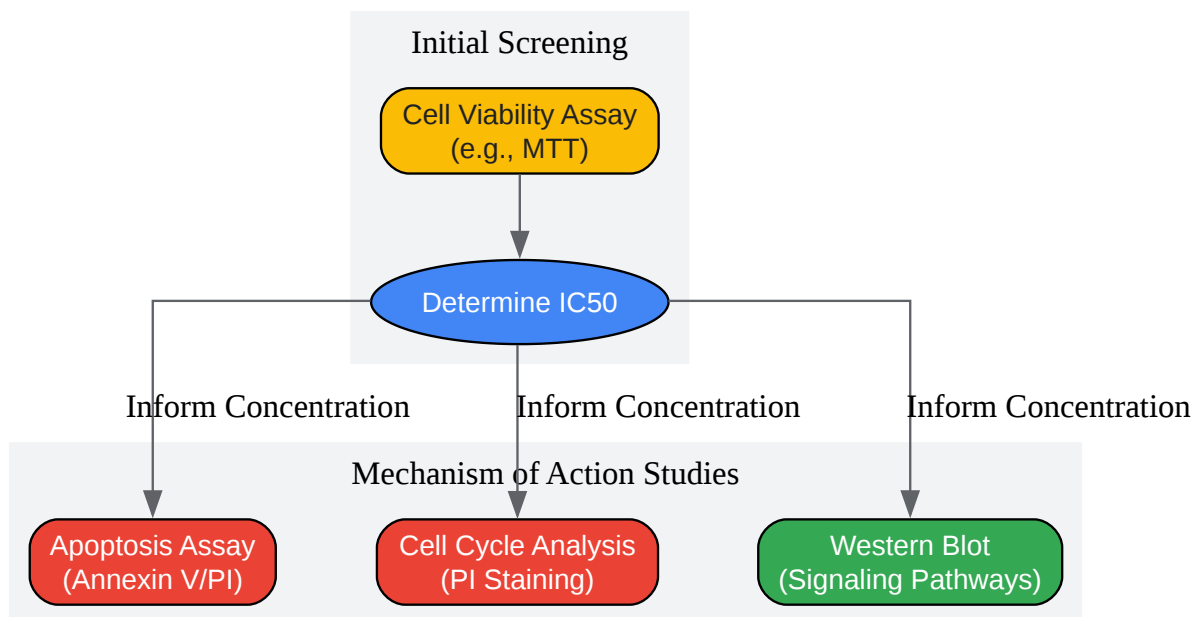 Initial Screening
Cell Viability Assay
(e.g., MTT)
Determine IC50
Inform Concentration
Inform Concentration
Inform Concentration
Mechanism of Action Studies
Apoptosis Assay
(Annexin V/PI)
Cell Cycle Analysis
(PI Staining)
Western Blot
(Signaling Pathways)